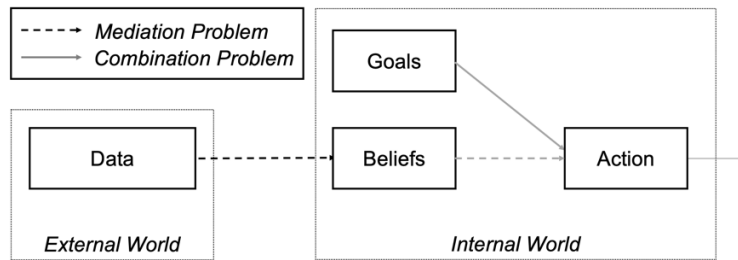 Mediation Problem
Combination Problem
Goals
Data
Beliefs
Action
External World
Internal World